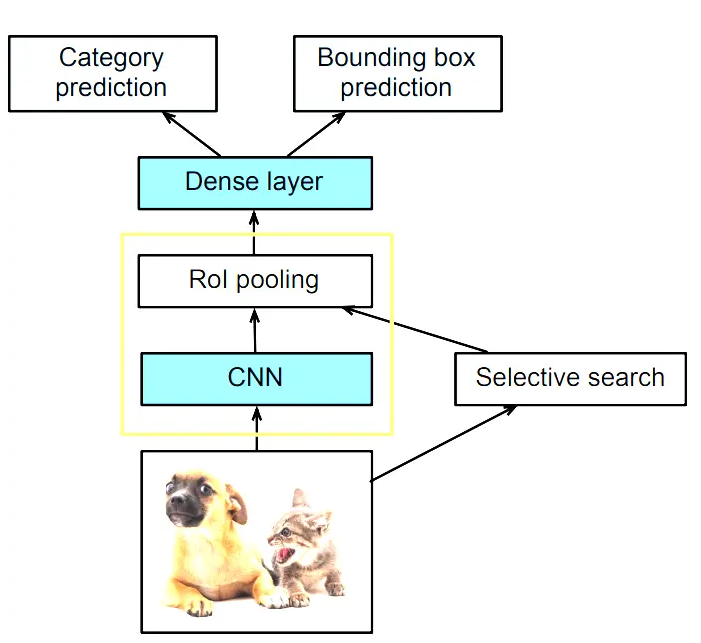 Category
prediction
Bounding box
prediction
Dense layer
RoI pooling
CNN
Selective search